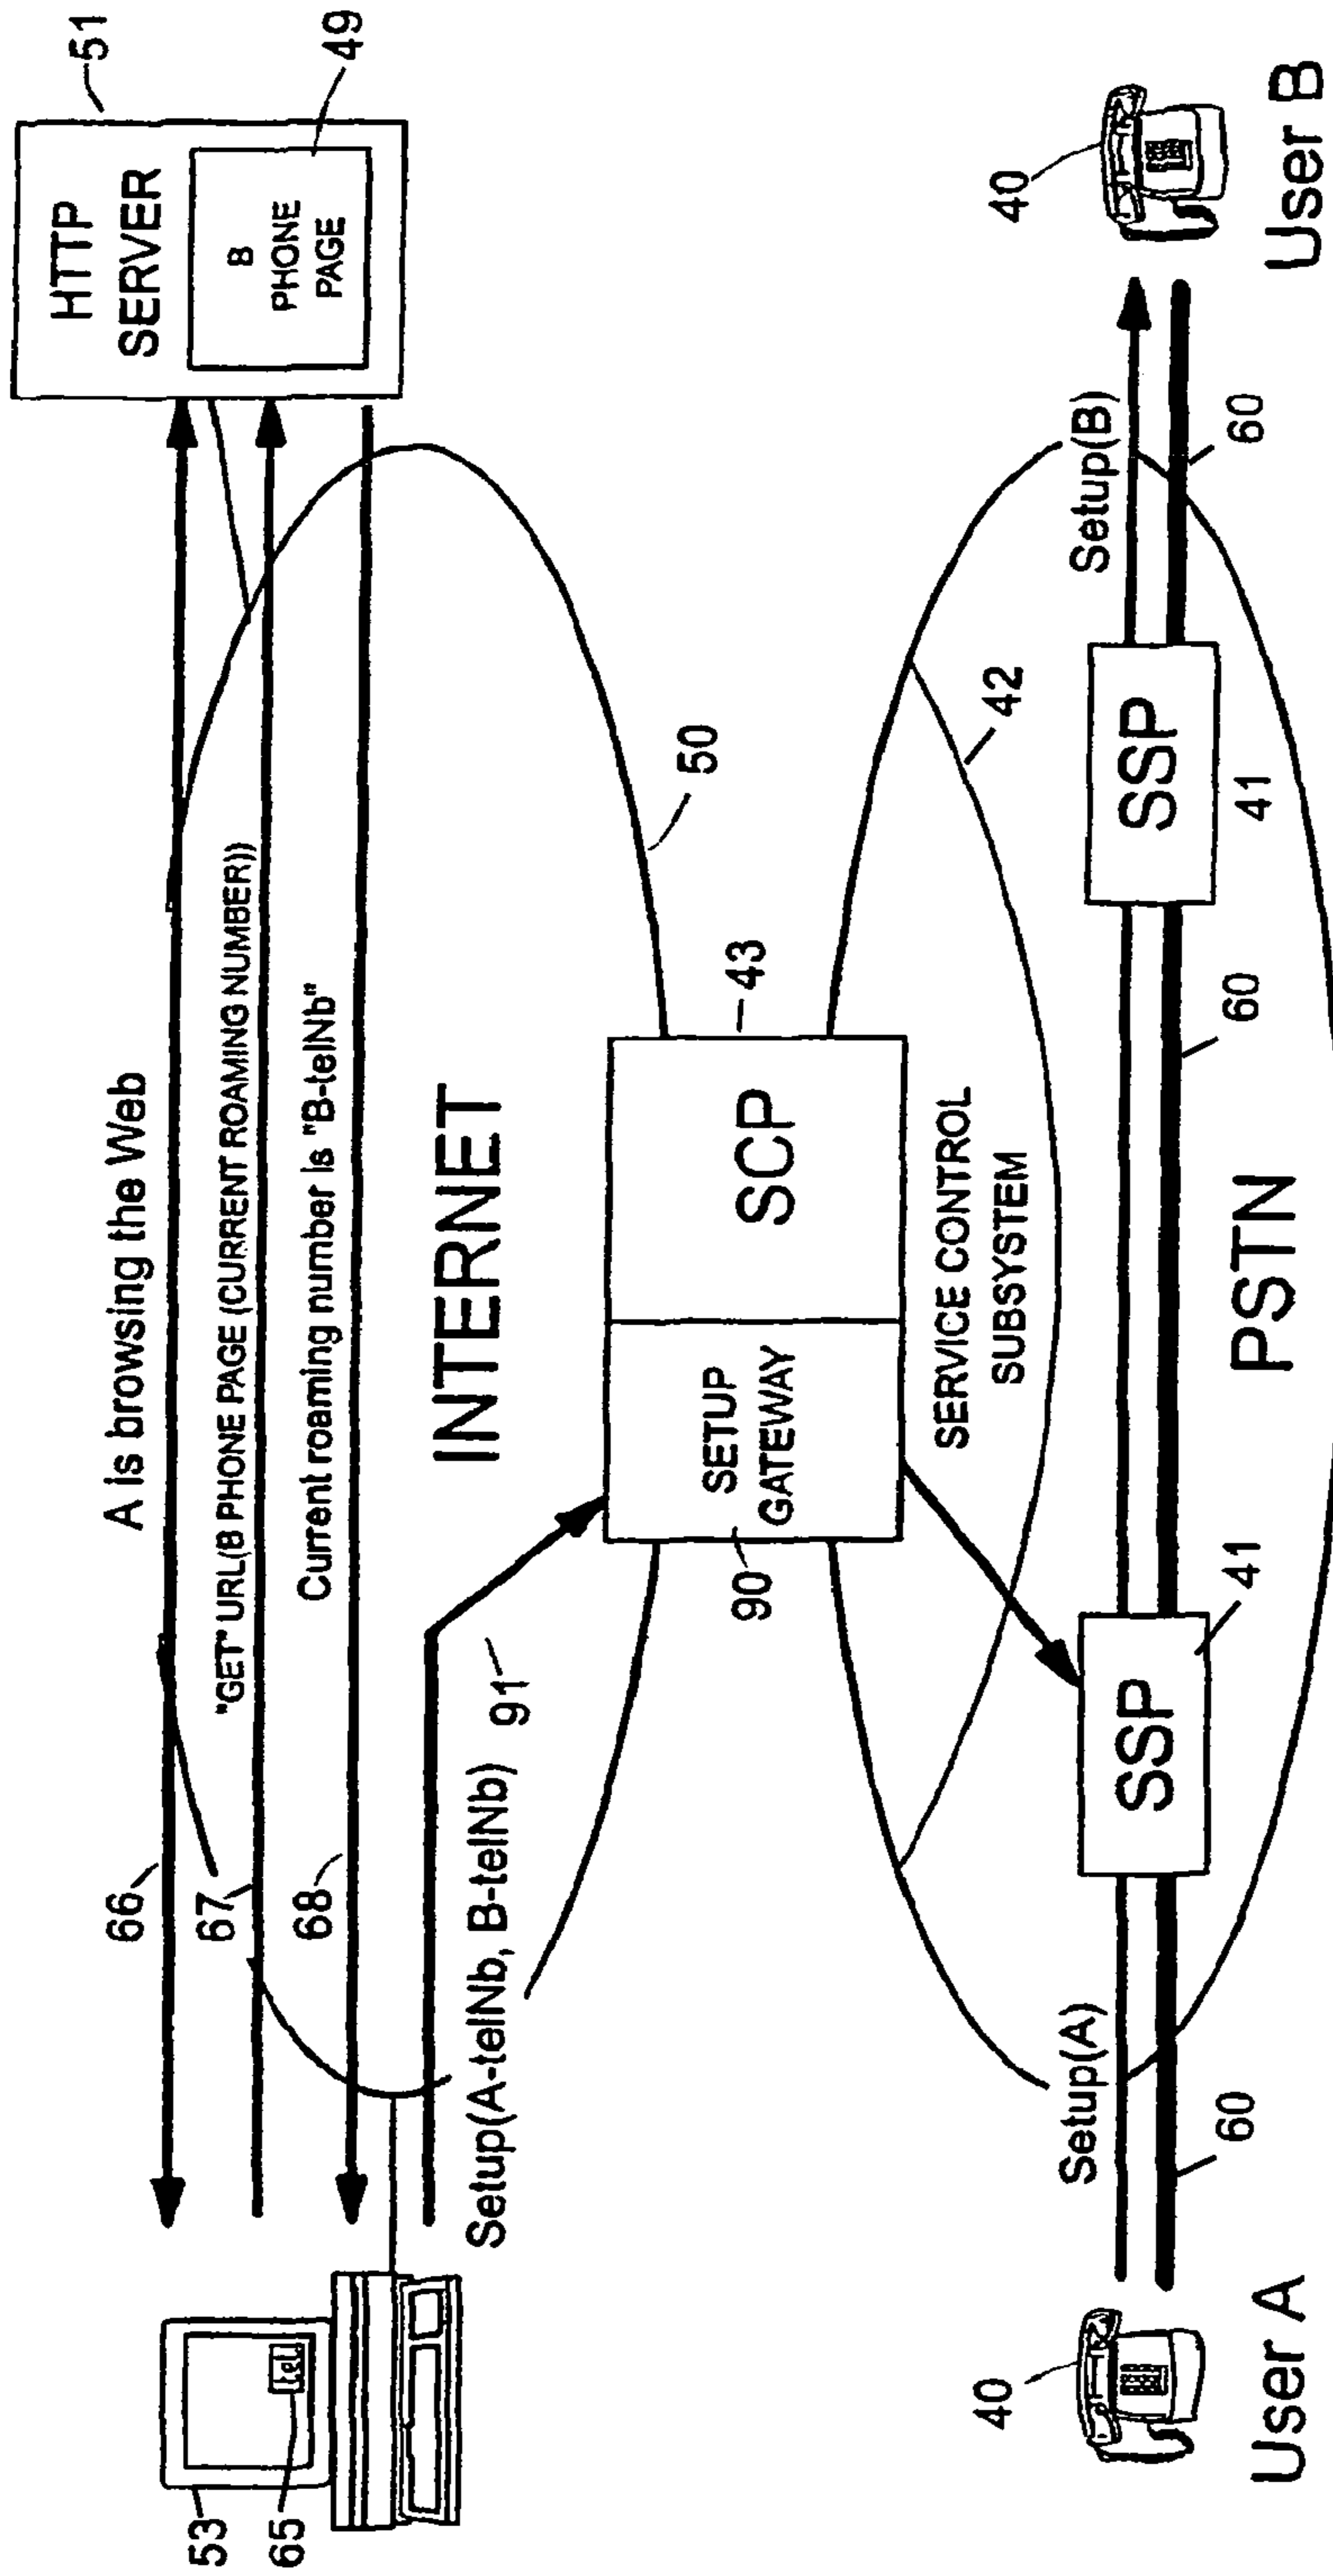 A is browsing the Web
66
HTTP
SERVER
51
B
PHONE
PAGE
49
"GET" URL(B PHONE PAGE (CURRENT ROAMING NUMBER))
67
Current roaming number is "B-telNb"
68
53
65
tel.
INTERNET
91
Setup(A-telNb, B-telNb)
50
SETUP
GATEWAY
90
SCP
43
SERVICE CONTROL
SUBSYSTEM
42
40
Setup(A)
SSP
41
SSP
41
Setup(B)
40
60
60
60
User A
PSTN
User B